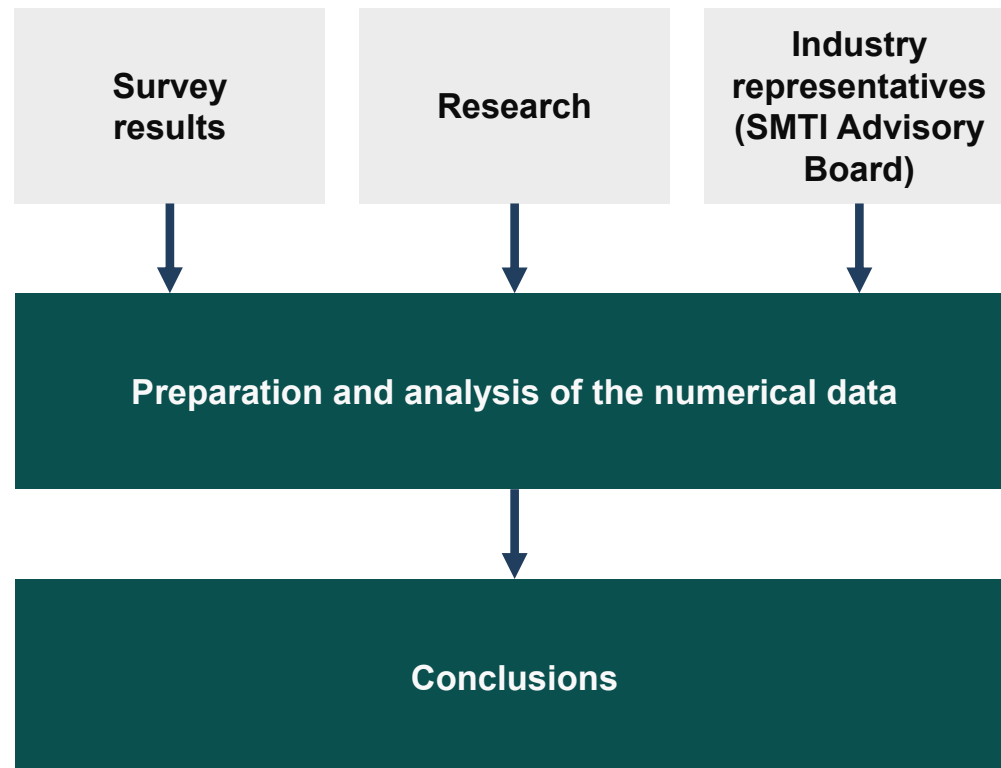 Survey
results
Research
Industry
representatives
(SMTI Advisory
Board)
Preparation and analysis of the numerical data
Conclusions